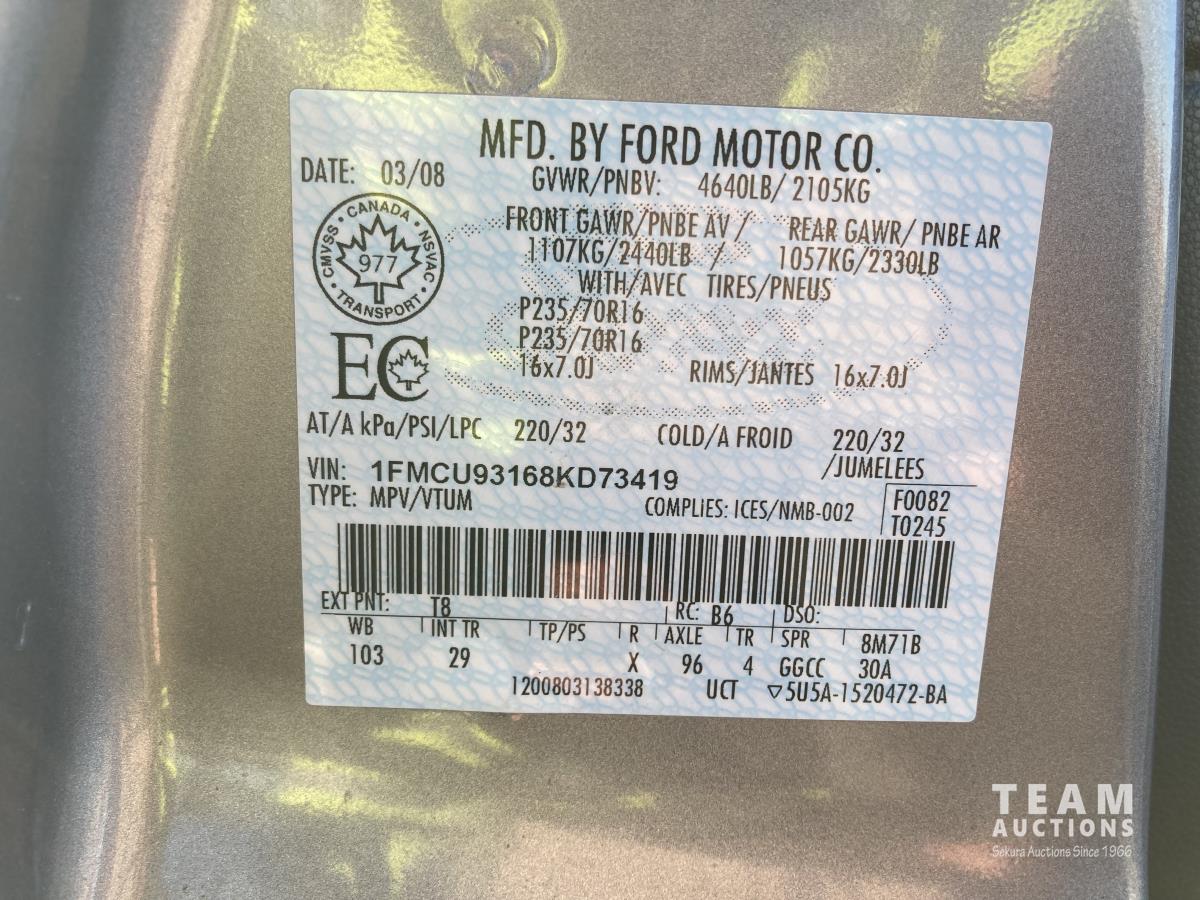 MFD. BY FORD MOTOR CO.
DATE: 03/08
GVWR/PNBV: 4640LB/ 2105KG
CMVSS • CANADA • NSVAC • TRANSPORT •
977
FRONT GAWR/PNBE AV / REAR GAWR/ PNBE AR
1107KG/2440LB / 1057KG/2330LB
WITH/AVEC TIRES/PNEUS
P235/70R16
P235/70R16
16x7.0J RIMS/JANTES 16x7.0J
EC
AT/A kPa/PSI/LPC 220/32 COLD/A FROID 220/32
/JUMELEES
VIN: 1FMCU93168KD73419
TYPE: MPV/VTUM COMPLIES: ICES/NMB-002
F0082
T0245
EXT PNT: T8 RC: B6 DSO:
WB INT TR TP/PS R AXLE TR SPR 8M71B
103 29 X 96 4 GGCC 30A
1200803138338 UCT ▽5U5A-1520472-BA
TEAM
AUCTIONS
Sekura Auctions Since 1966